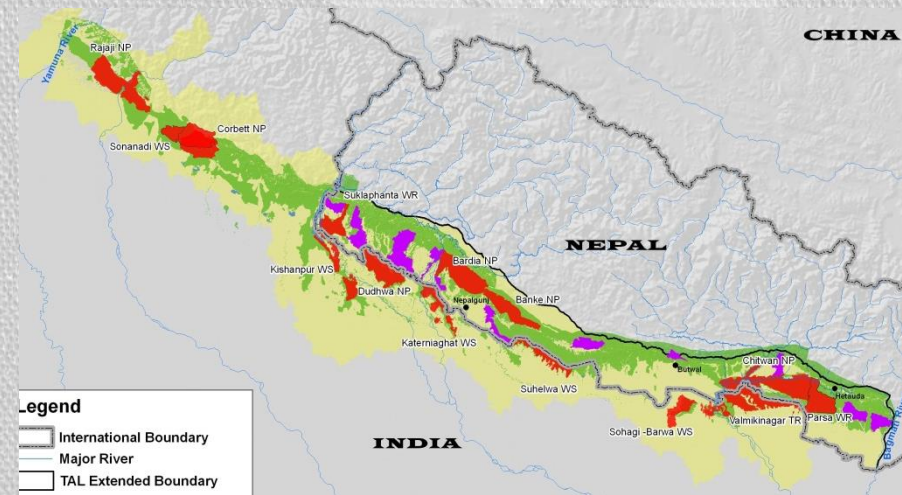 CHINA
Rajaji NP
Yamuna River
Corbett NP
Sonanadi WS
Suklaphanta WR
NEPAL
Kishanpur WS
Bardia NP
Dudhwa NP
Nepalgunj
Banke NP
Katerniaghat WS
Chitwan NP
Butwal
Suhelwa WS
Hetauda
Sohagi -Barwa WS
Valmikinagar TR
Parsa WR
INDIA
Legend
International Boundary
Major River
TAL Extended Boundary